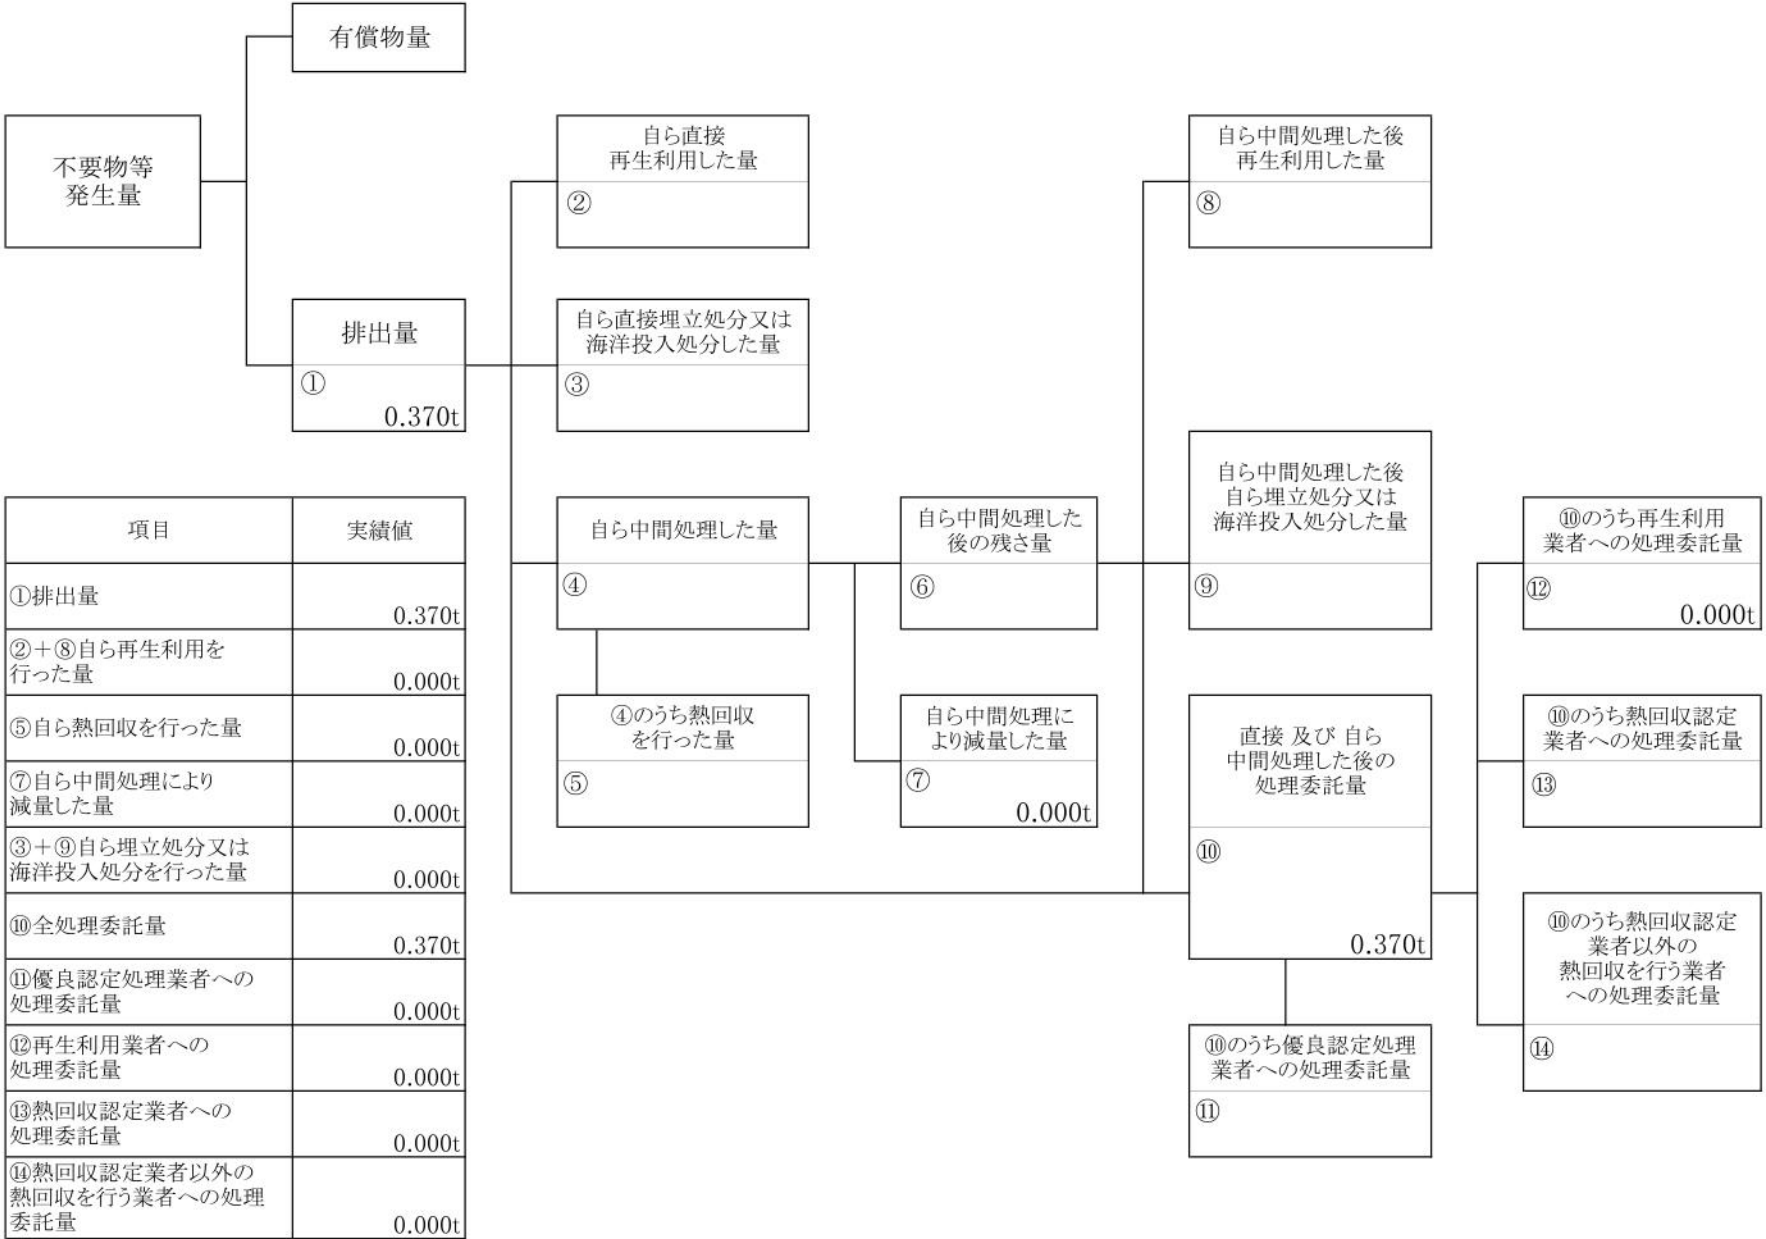 有償物量
不要物等
発生量
自ら直接
再生利用した量
②
自ら中間処理した後
再生利用した量
⑧
排出量
①
0.370t
自ら直接埋立処分又は
海洋投入処分した量
③
自ら中間処理した量
④
自ら中間処理した
後の残さ量
⑥
自ら中間処理した後
自ら埋立処分又は
海洋投入処分した量
⑨
⑩のうち再生利用
業者への処理委託量
⑫
0.000t
④のうち熱回収
を行った量
⑤
自ら中間処理に
より減量した量
⑦
0.000t
直接 及び 自ら
中間処理した後の
処理委託量
⑩
0.370t
⑩のうち熱回収認定
業者への処理委託量
⑬
⑩のうち熱回収認定
業者以外の
熱回収を行う業者
への処理委託量
⑭
⑩のうち優良認定処理
業者への処理委託量
⑪
項目 実績値
①排出量
0.370t
②+⑧自ら再生利用を
行った量
0.000t
⑤自ら熱回収を行った量
0.000t
⑦自ら中間処理により
減量した量
0.000t
③+⑨自ら埋立処分又は
海洋投入処分を行った量
0.000t
⑩全処理委託量
0.370t
⑪優良認定処理業者への
処理委託量
0.000t
⑫再生利用業者への
処理委託量
0.000t
⑬熱回収認定業者への
処理委託量
0.000t
⑭熱回収認定業者以外の
熱回収を行う業者への処理
委託量
0.000t